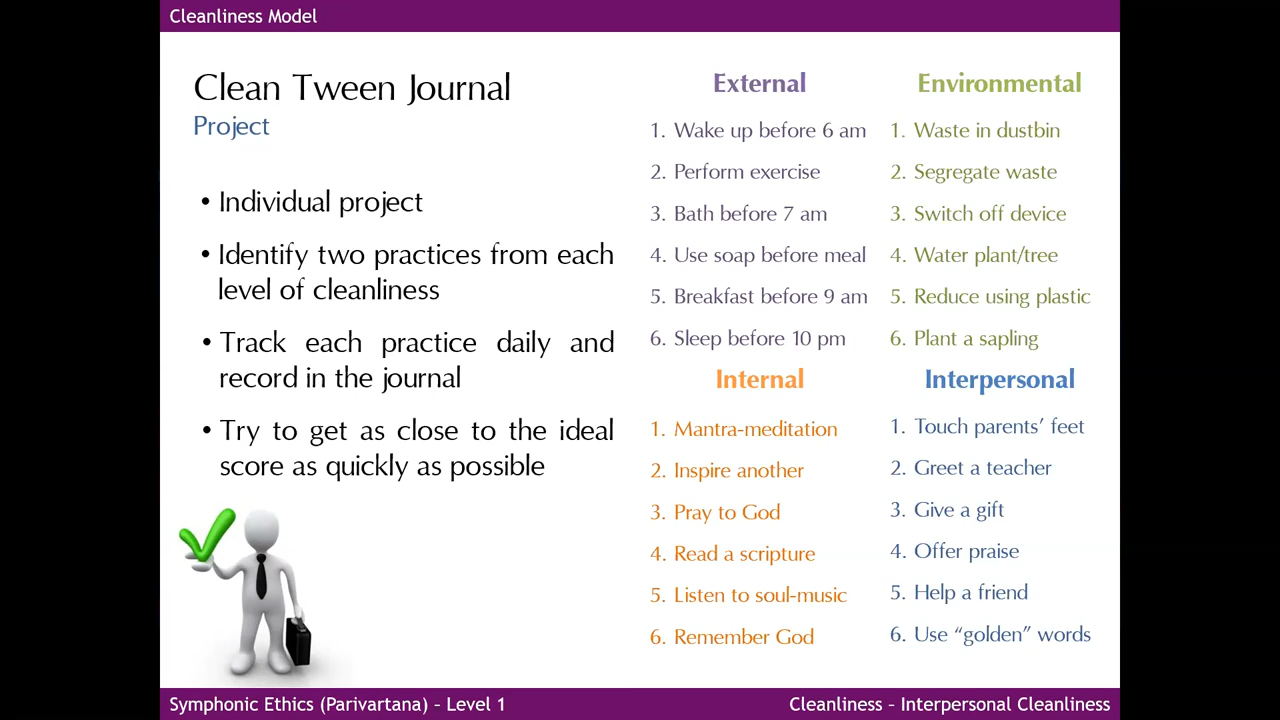 Cleanliness Model
Clean Tween Journal
Project
• Individual project
• Identify two practices from each
level of cleanliness
• Track each practice daily and
record in the journal
• Try to get as close to the ideal
score as quickly as possible
External
1. Wake up before 6 am
2. Perform exercise
3. Bath before 7 am
4. Use soap before meal
5. Breakfast before 9 am
6. Sleep before 10 pm
Environmental
1. Waste in dustbin
2. Segregate waste
3. Switch off device
4. Water plant/tree
5. Reduce using plastic
6. Plant a sapling
Internal
1. Mantra-meditation
2. Inspire another
3. Pray to God
4. Read a scripture
5. Listen to soul-music
6. Remember God
Interpersonal
1. Touch parents’ feet
2. Greet a teacher
3. Give a gift
4. Offer praise
5. Help a friend
6. Use “golden” words
Symphonic Ethics (Parivartana) – Level 1
Cleanliness – Interpersonal Cleanliness